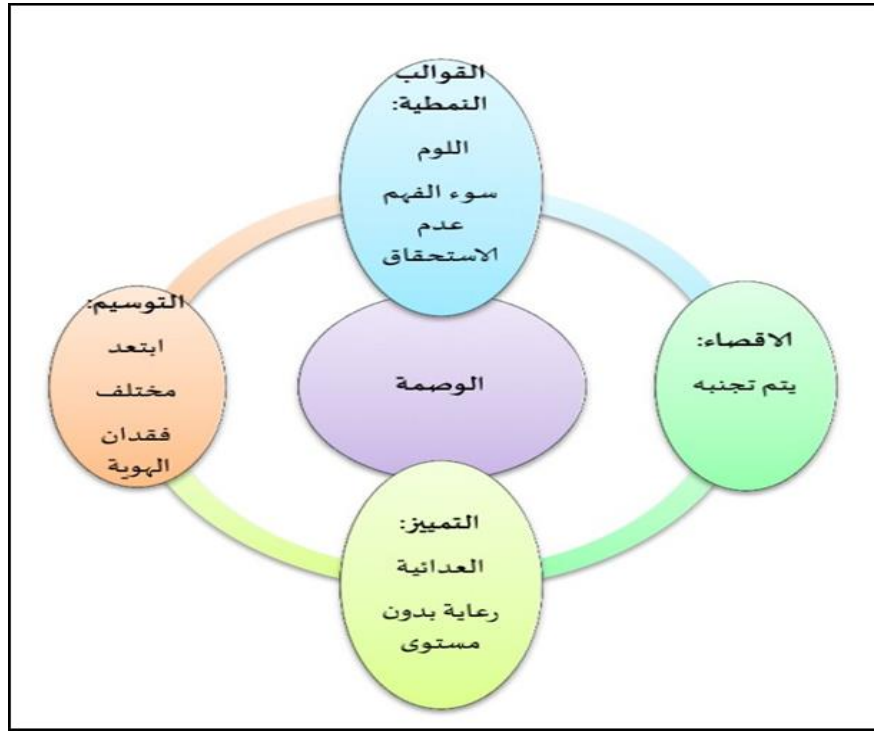 القوالب
النمطية:
اللوم
سوء الفهم
عدم
الاستحقاق
الاقصاء:
يتم تجنبه
الوصمة
التوسيم:
ابتعد
مختلف
فقدان
الهوية
التمييز:
العدائية
رعاية بدون
مستوى